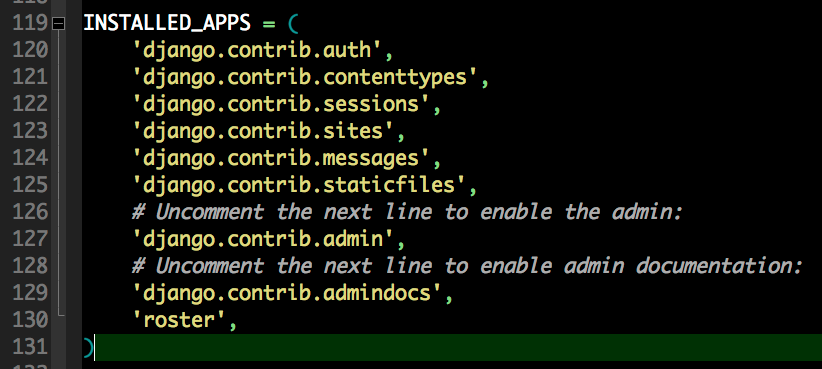 119 INSTALLED_APPS = (
120     'django.contrib.auth',
121     'django.contrib.contenttypes',
122     'django.contrib.sessions',
123     'django.contrib.sites',
124     'django.contrib.messages',
125     'django.contrib.staticfiles',
126     # Uncomment the next line to enable the admin:
127     'django.contrib.admin',
128     # Uncomment the next line to enable admin documentation:
129     'django.contrib.admindocs',
130     'roster',
131 )